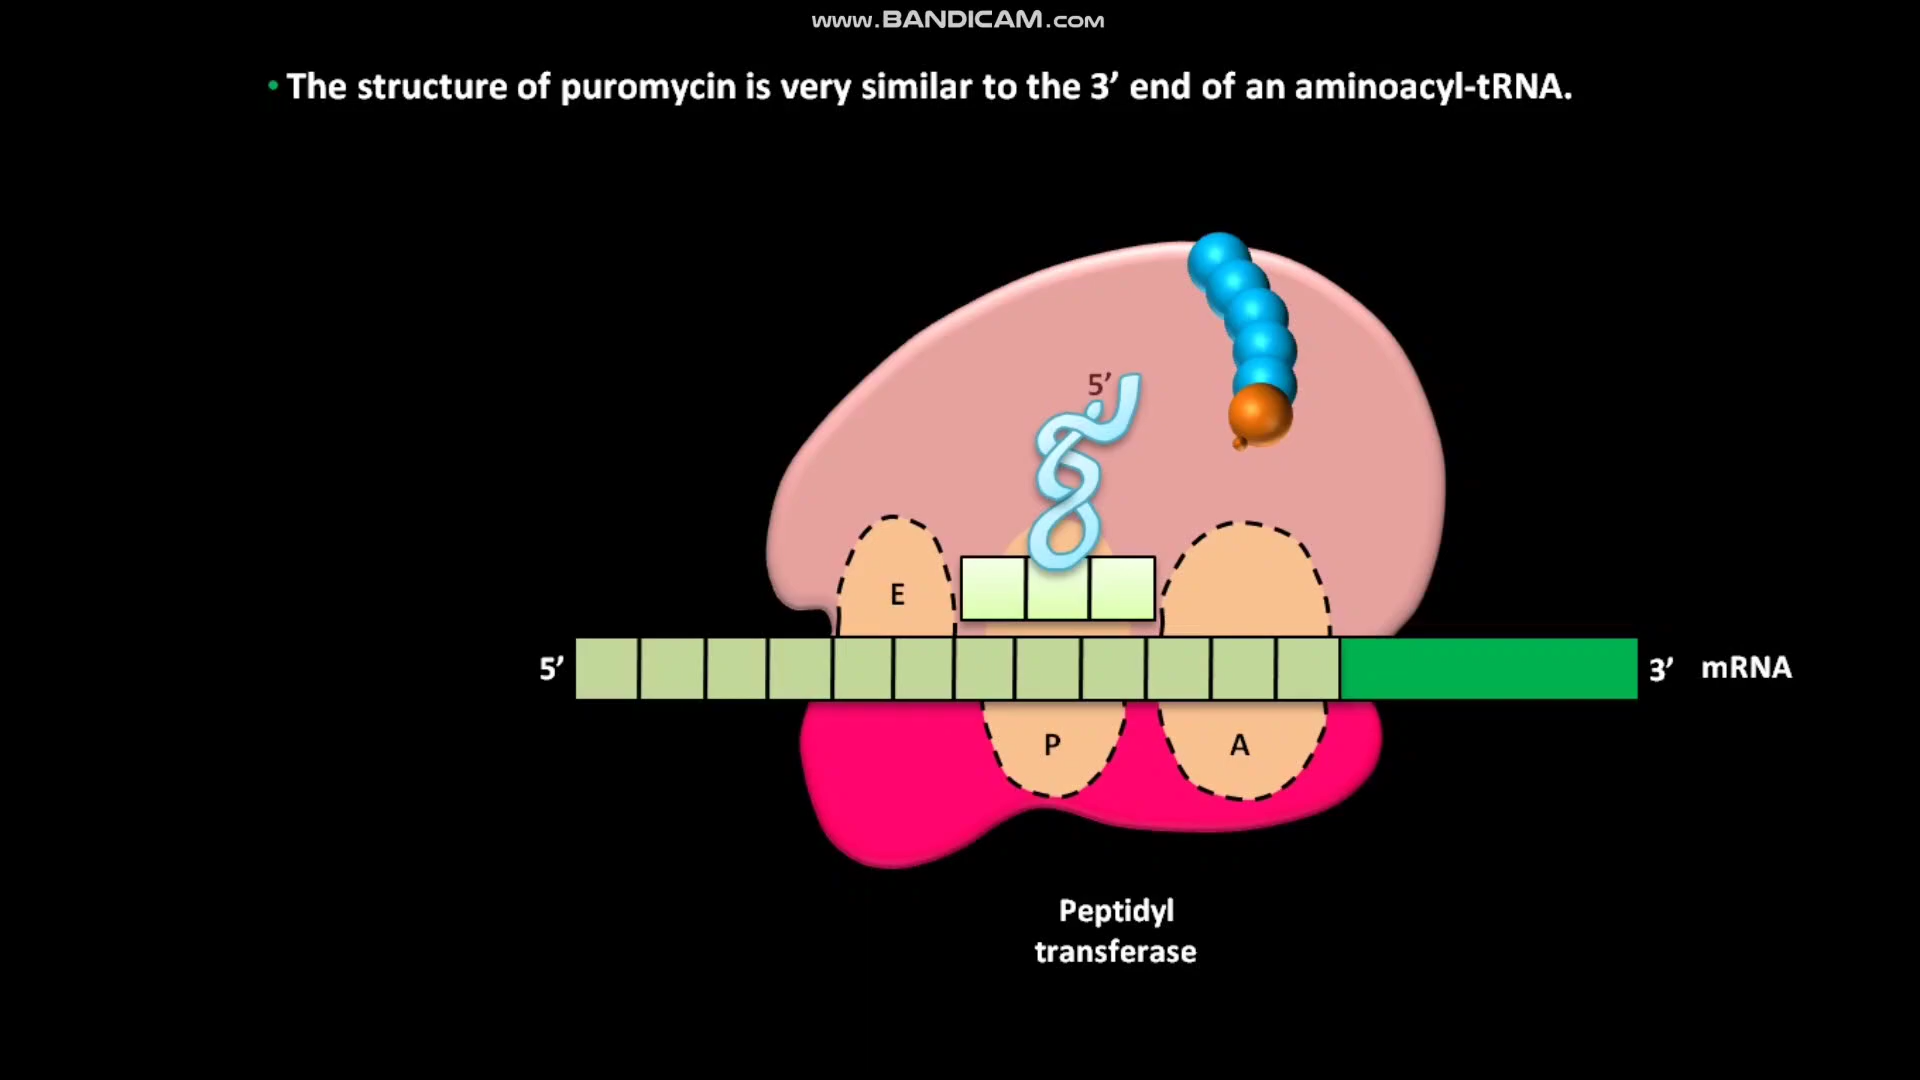 www.BANDICAM.com
• The structure of puromycin is very similar to the 3’ end of an aminoacyl-tRNA.
5’
E
5’
3’ mRNA
P
A
Peptidyl
transferase